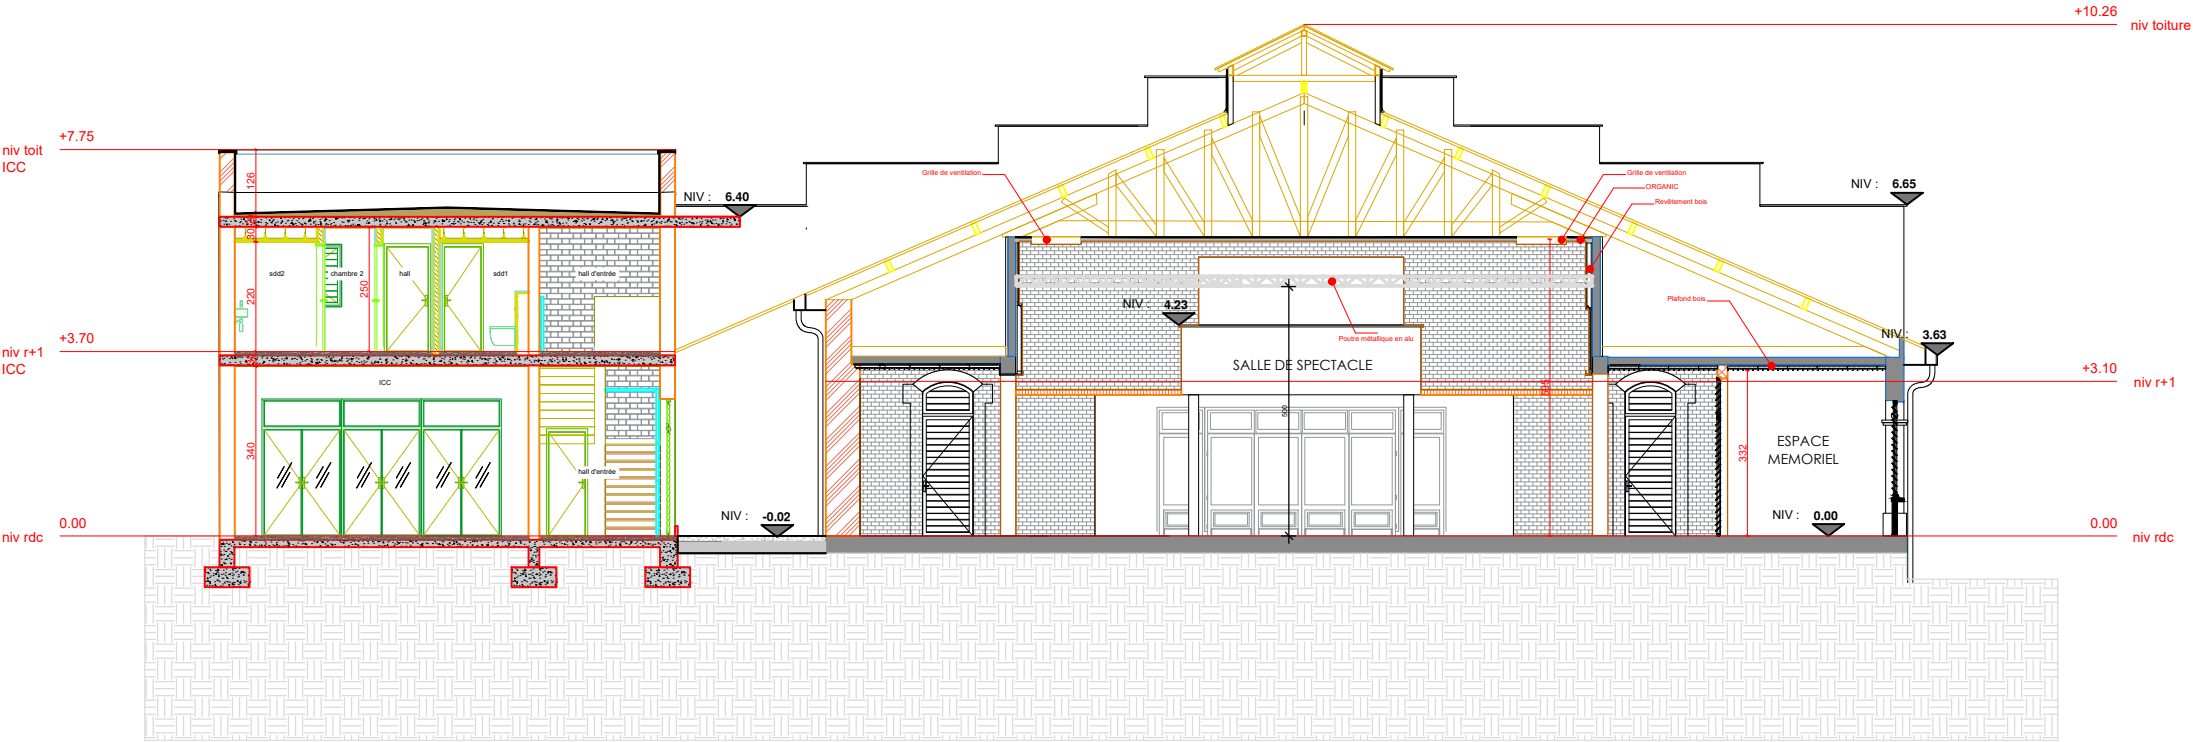 +10.26
niv toiture
+7.75
niv toit
ICC
126
NIV : 6.40
NIV : 6.65
Grille de ventilation
Grille de ventilation
ORGANIC
Revêtement bois
30
sdd2
chambre 2
hall
sdd1
hall d'entrée
220
250
NIV : 4.23
Plafond bois
Poutre métallique en alu
NIV : 3.63
+3.70
niv r+1
ICC
SALLE DE SPECTACLE
+3.10
niv r+1
ICC
595
500
340
332
hall d'entrée
ESPACE
MEMORIEL
NIV : -0.02
NIV : 0.00
0.00
niv rdc
0.00
niv rdc